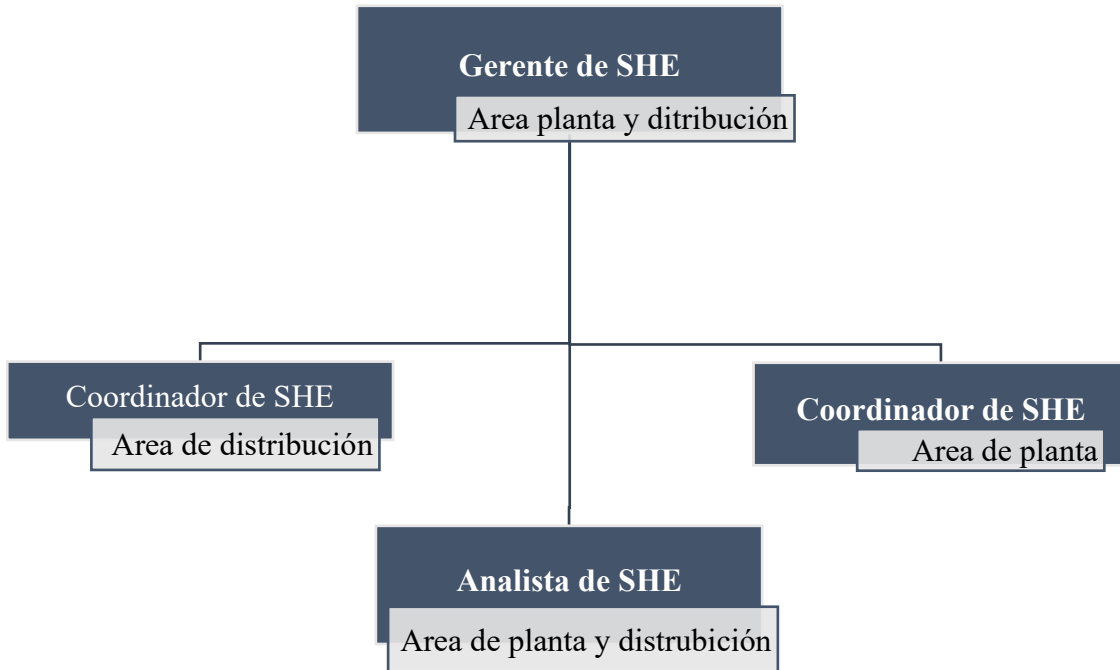 Gerente de SHE
Area planta y ditribución
Coordinador de SHE
Area de distribución
Coordinador de SHE
Area de planta
Analista de SHE
Area de planta y distrubición